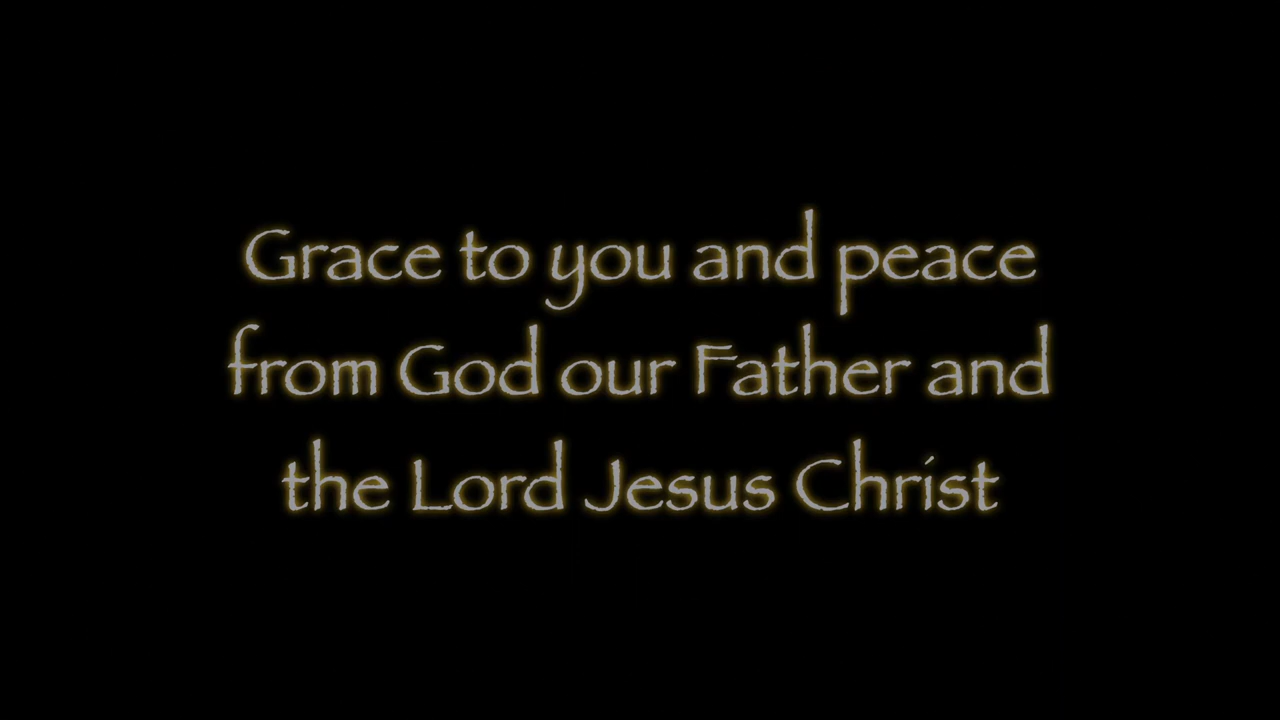 Grace to you and peace
from God our Father and
the Lord Jesus Christ